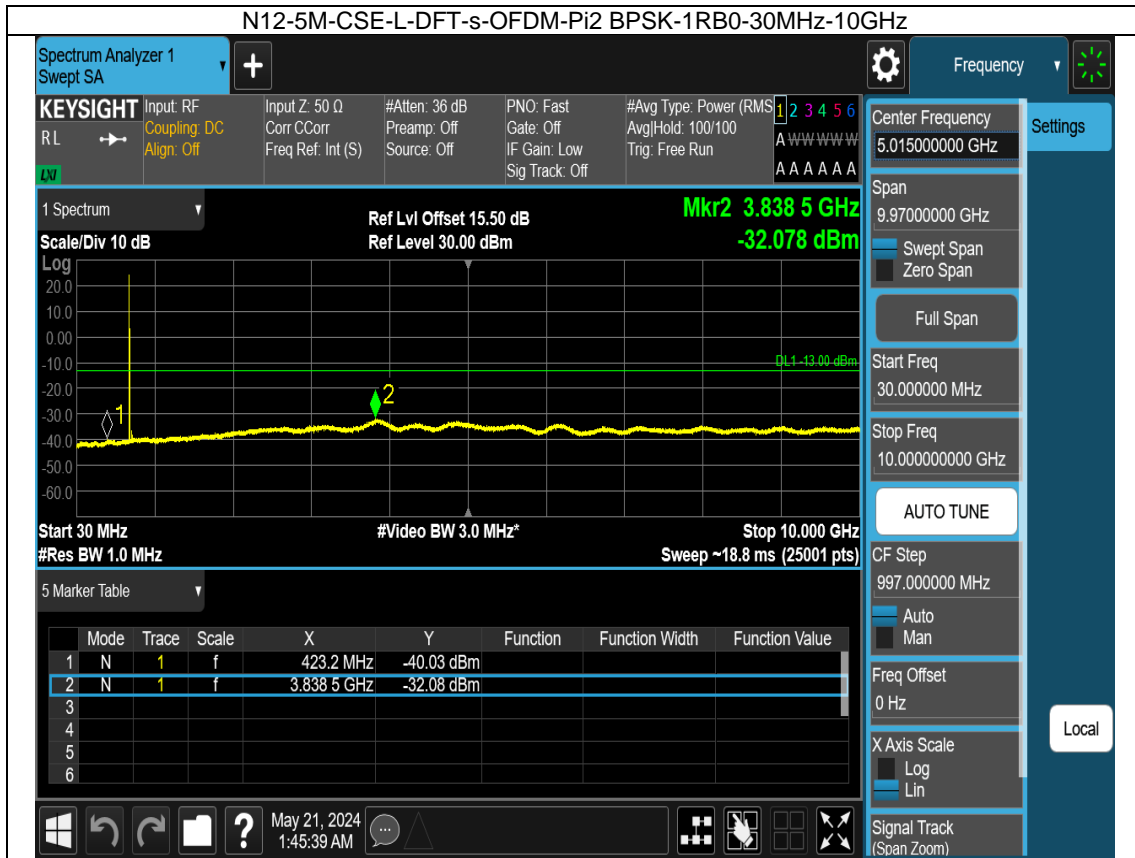 N12-5M-CSE-L-DFT-s-OFDM-Pi2 BPSK-1RB0-30MHz-10GHz
Spectrum Analyzer 1
Swept SA
+
Frequency
KEYSIGHT
RL
LXI
Input: RF
Coupling: DC
Align: Off
Input Z: 50 Ω
Corr CCorr
Freq Ref: Int (S)
#Atten: 36 dB
Preamp: Off
Source: Off
PNO: Fast
Gate: Off
IF Gain: Low
Sig Track: Off
#Avg Type: Power (RMS
Avg|Hold: 100/100
Trig: Free Run
1 2 3 4 5 6
A W W W W W
A A A A A A
Center Frequency
5.015000000 GHz
Settings
1 Spectrum
Ref Lvl Offset 15.50 dB
Mkr2 3.838 5 GHz
Scale/Div 10 dB
Ref Level 30.00 dBm
-32.078 dBm
Log
20.0
10.0
0.00
-10.0
-20.0
-30.0
-40.0
-50.0
-60.0
DL1 -13.00 dBm
1
2
Start 30 MHz
#Video BW 3.0 MHz*
Stop 10.000 GHz
#Res BW 1.0 MHz
Sweep ~18.8 ms (25001 pts)
Span
9.97000000 GHz
Swept Span
Zero Span
Full Span
Start Freq
30.000000 MHz
Stop Freq
10.000000000 GHz
AUTO TUNE
CF Step
997.000000 MHz
Auto
Man
Freq Offset
0 Hz
X Axis Scale
Log
Lin
Signal Track
(Span Zoom)
Local
5 Marker Table
Mode Trace Scale X Y Function Function Width Function Value
1 N 1 f 423.2 MHz -40.03 dBm
2 N 1 f 3.838 5 GHz -32.08 dBm
3
4
5
6
?
May 21, 2024
1:45:39 AM